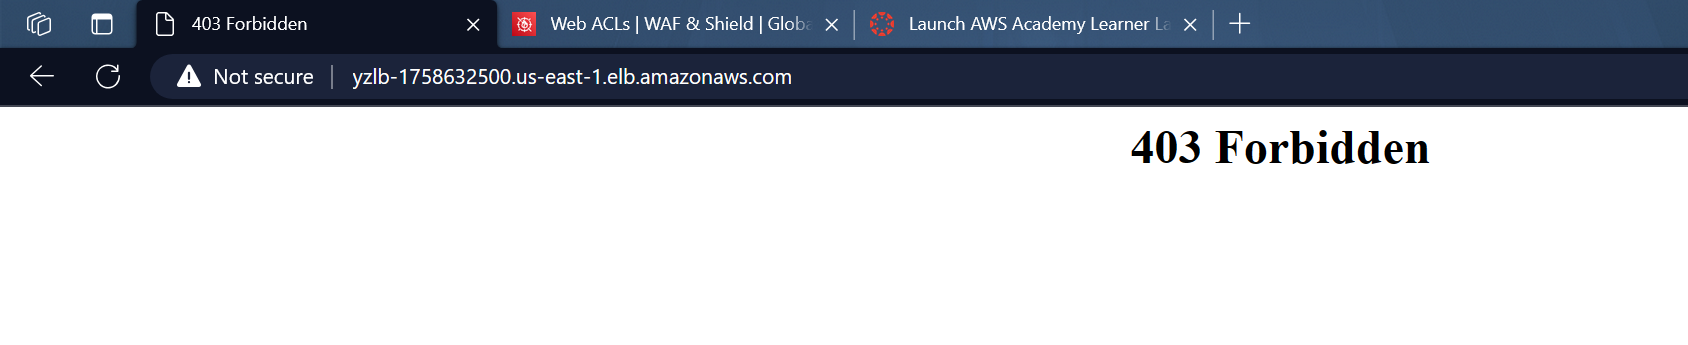 403 Forbidden
Web ACLs | WAF & Shield | Globa
Launch AWS Academy Learner La
Not secure
yzlb-1758632500.us-east-1.elb.amazonaws.com
403 Forbidden